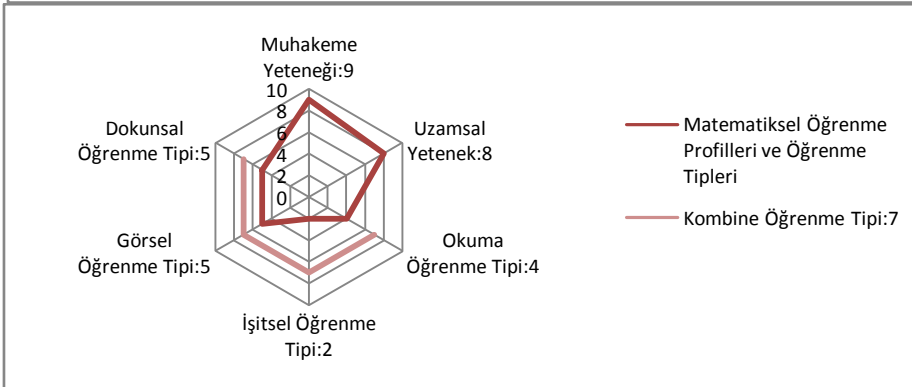 Muhakeme
Yeteneği:9
10
8
6
4
2
0
Uzamsal
Yetenek:8
Okuma
Öğrenme Tipi:4
İşitsel Öğrenme
Tipi:2
Görsel
Öğrenme Tipi:5
Dokunsal
Öğrenme Tipi:5
Matematiksel Öğrenme
Profilleri ve Öğrenme
Tipleri
Kombine Öğrenme Tipi:7